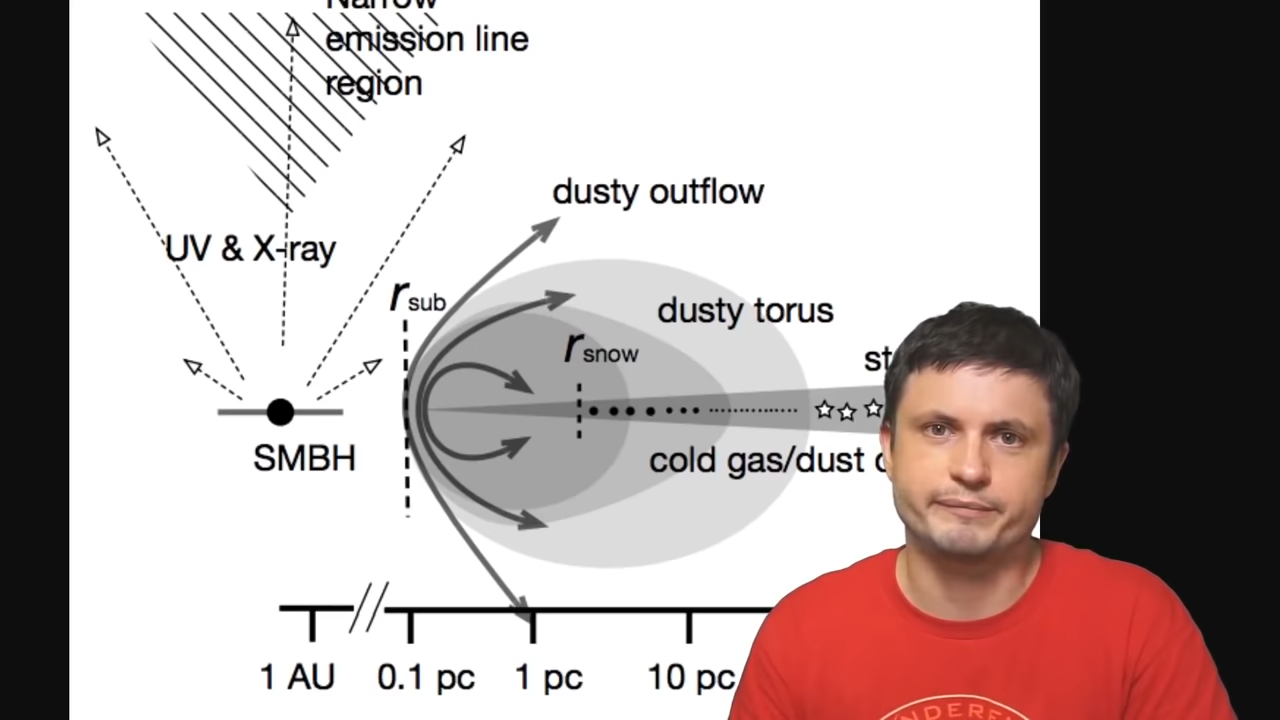 Narrow
emission line
region
dusty outflow
UV & X-ray
r sub
dusty torus
r snow
SMBH
cold gas/dust
1 AU
0.1 pc
1 pc
10 pc